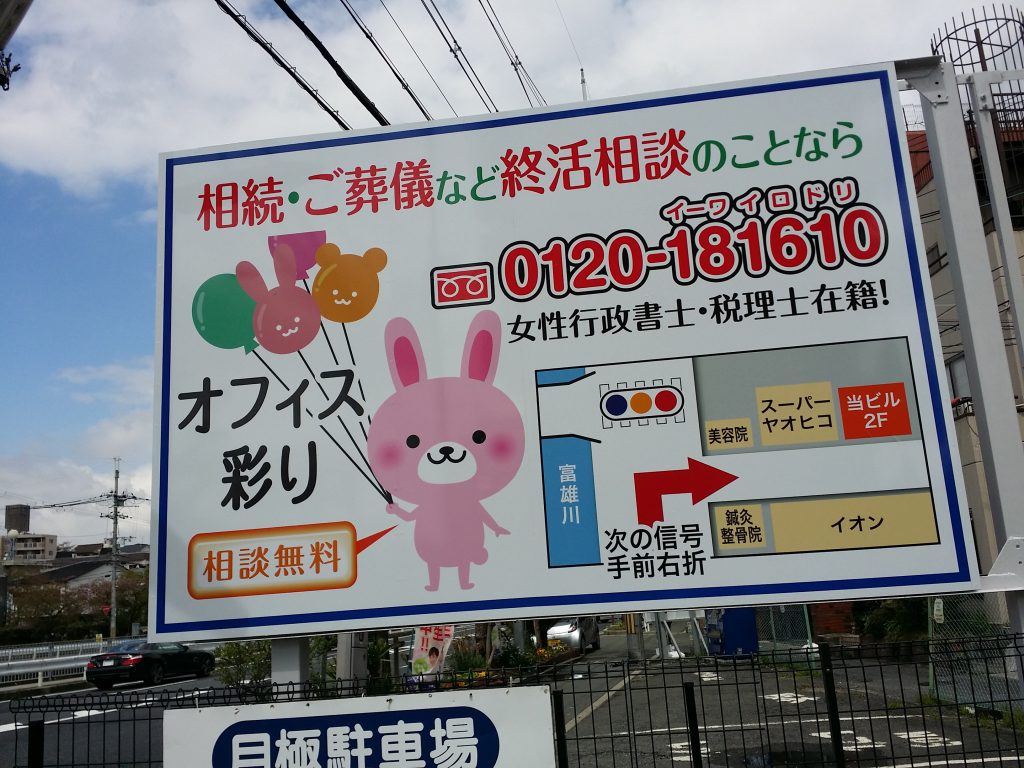 相続・ご葬儀など終活相談のことなら
イーワイロドリ
0120-181610
女性行政書士・税理士在籍!
オフィス
彩り
相談無料
美容院
スーパー
ヤオヒコ
当ビル
2F
富雄川
次の信号
手前右折
鍼灸
整骨院
イオン
月極駐車場